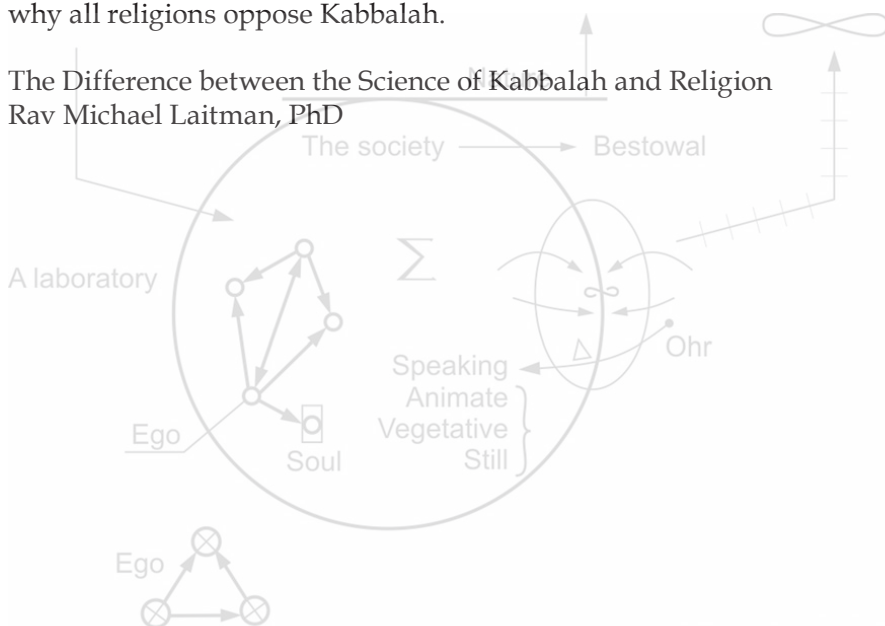 why all religions oppose Kabbalah.
The Difference between the Science of Kabbalah and Religion
Nature
Rav Michael Laitman, PhD
The society
Bestowal
A laboratory
Σ
Ohr
Speaking
Animate
Vegetative
Still
Ego
Soul
Ego